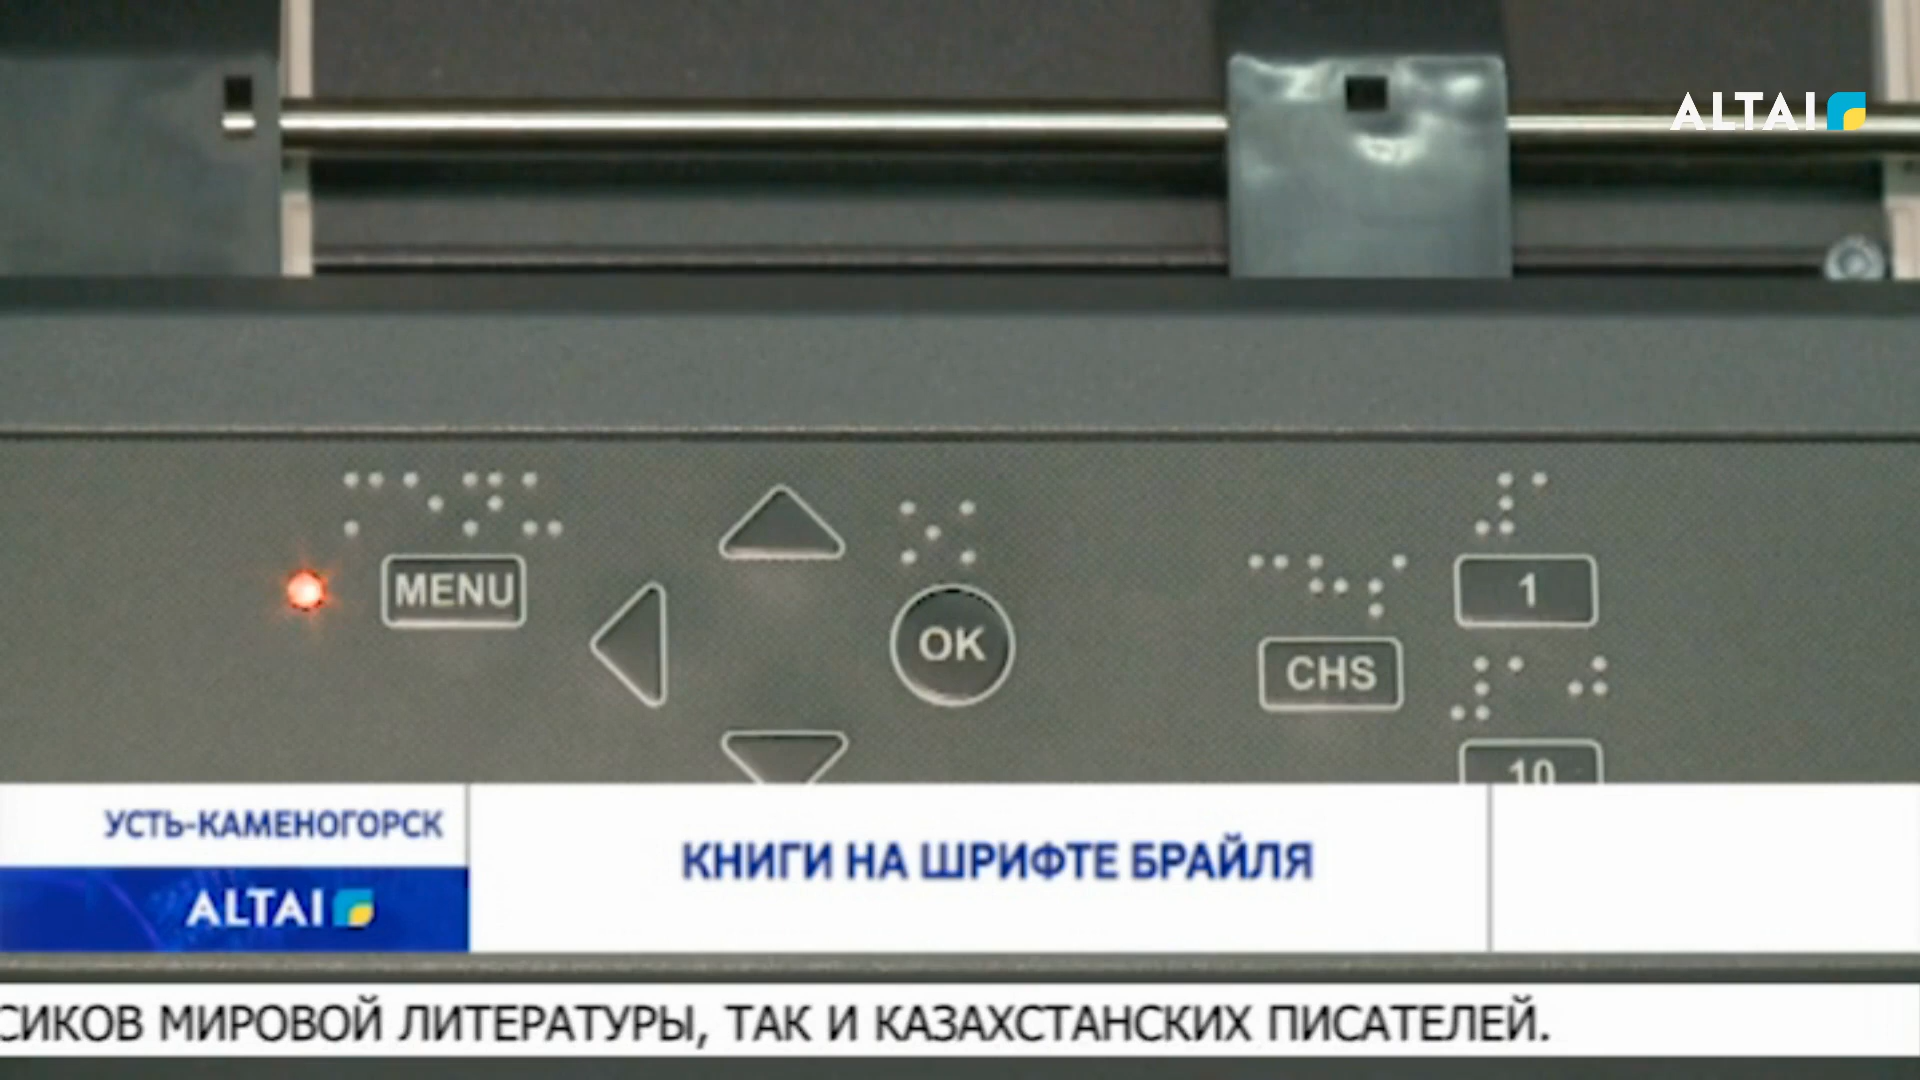 ALTAI
MENU
OK
CHS
1
10
УСТЬ-КАМЕНОГОРСК
ALTAI
КНИГИ НА ШРИФТЕ БРАЙЛЯ
СИКОВ МИРОВОЙ ЛИТЕРАТУРЫ, ТАК И КАЗАХСТАНСКИХ ПИСАТЕЛЕЙ.